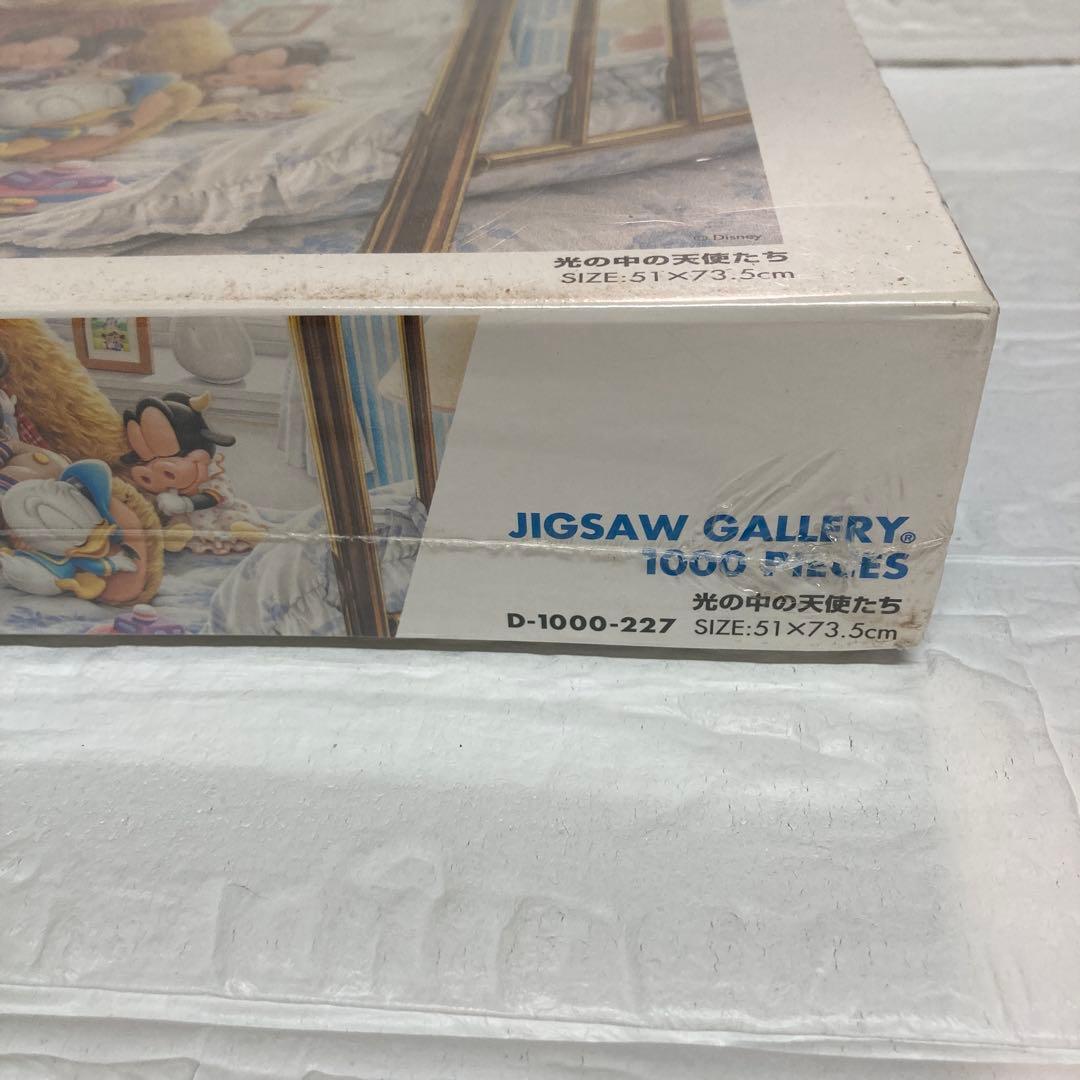 © Disney
光の中の天使たち
SIZE:51×73.5cm
JIGSAW GALLERY®
1000 PIECES
光の中の天使たち
D-1000-227 SIZE:51×73.5cm